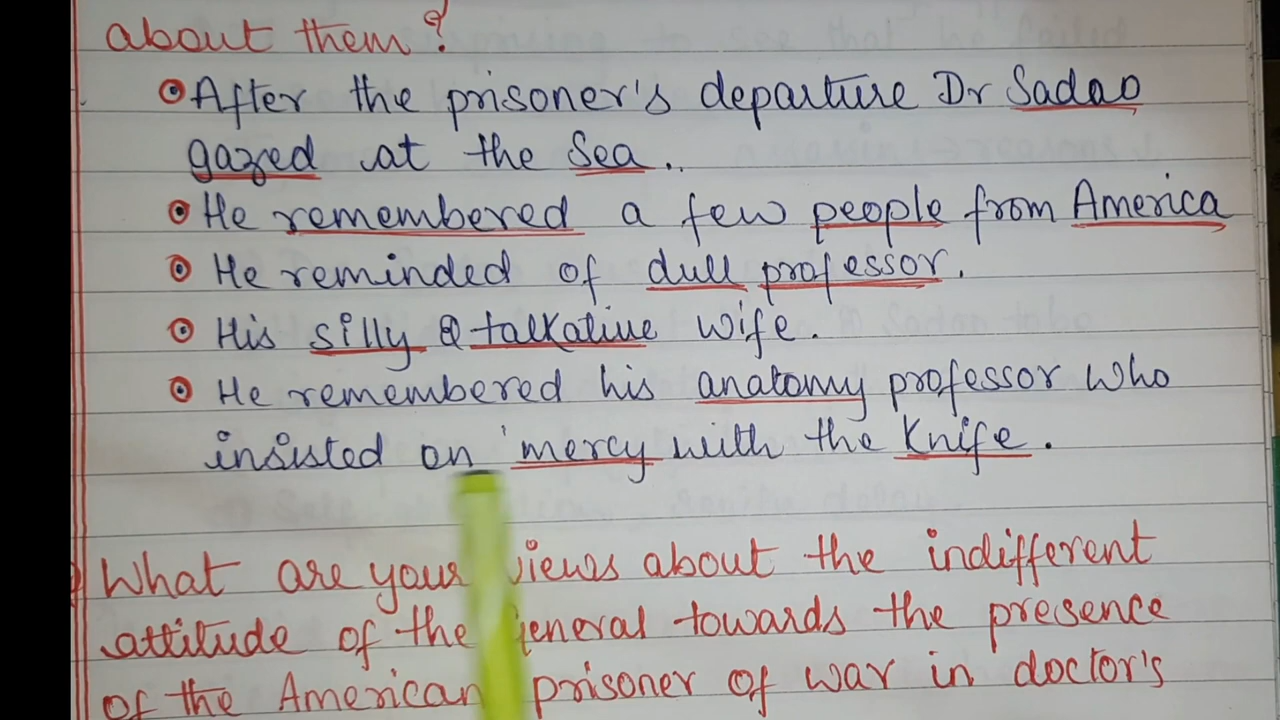 about them?
After the prisoner's departure Dr Sadao
gazed at the Sea..
He remembered a few people from America
He reminded of dull professor.
His silly & talkative wife.
He remembered his anatomy professor who
insisted on 'mercy with the Knife.
What are your views about the indifferent
attitude of the General towards the presence
of the American prisoner of war in doctor's